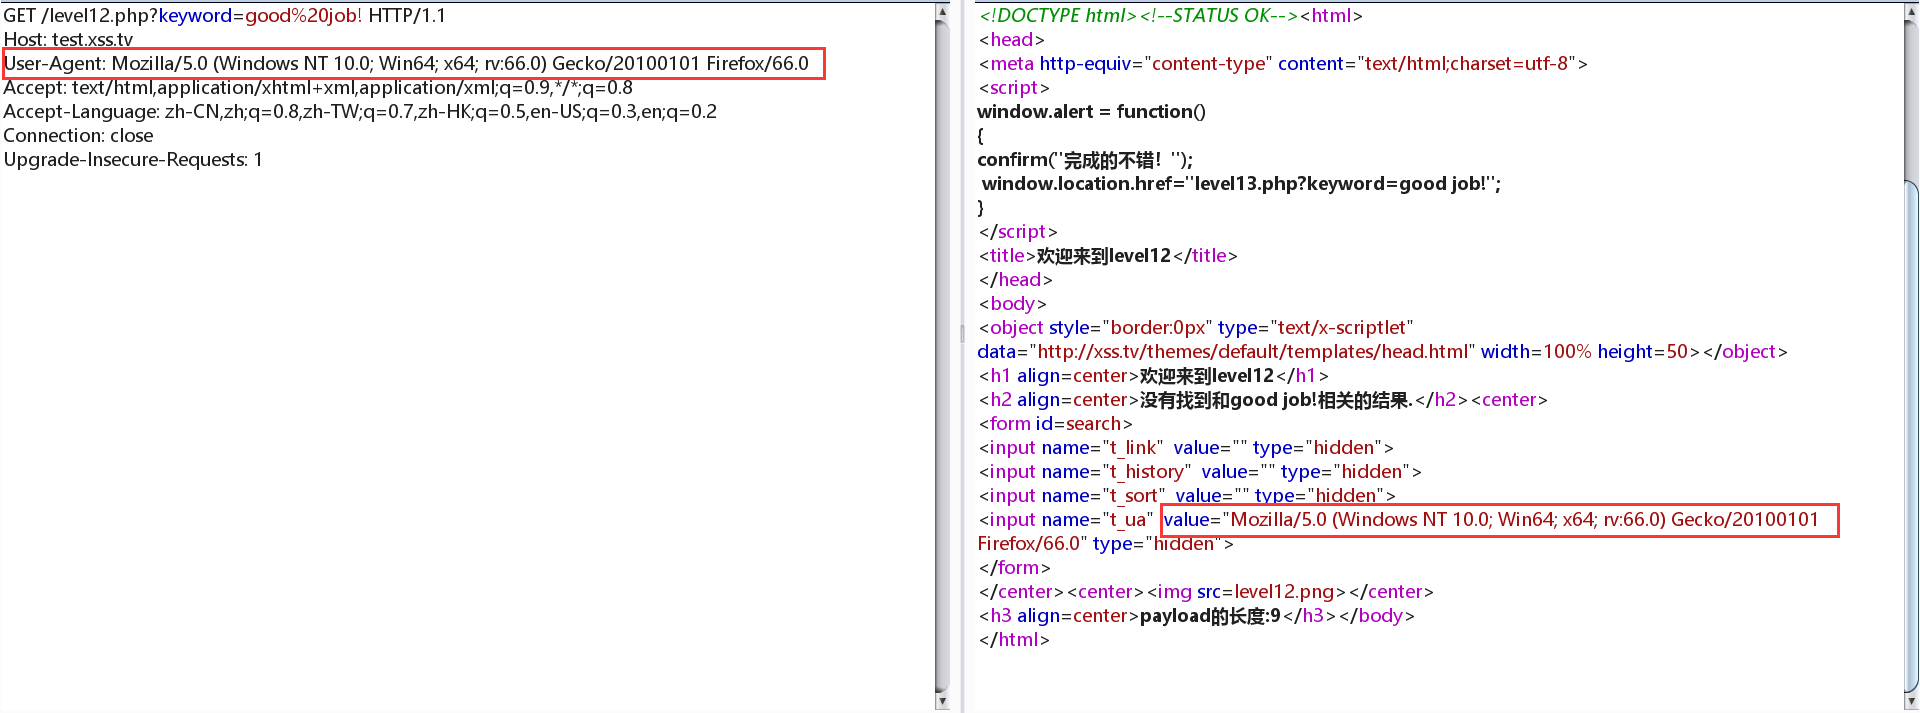 GET /level12.php?keyword=good%20job! HTTP/1.1
Host: test.xss.tv
User-Agent: Mozilla/5.0 (Windows NT 10.0; Win64; x64; rv:66.0) Gecko/20100101 Firefox/66.0
Accept: text/html,application/xhtml+xml,application/xml;q=0.9,*/*;q=0.8
Accept-Language: zh-CN,zh;q=0.8,zh-TW;q=0.7,zh-HK;q=0.5,en-US;q=0.3,en;q=0.2
Connection: close
Upgrade-Insecure-Requests: 1
<!DOCTYPE html><!--STATUS OK--><html>
<head>
<meta http-equiv="content-type" content="text/html;charset=utf-8">
<script>
window.alert = function()
{
confirm("完成的不错！");
 window.location.href="level13.php?keyword=good job!";
}
</script>
<title>欢迎来到level12</title>
</head>
<body>
<object style="border:0px" type="text/x-scriptlet"
data="http://xss.tv/themes/default/templates/head.html" width=100% height=50></object>
<h1 align=center>欢迎来到level12</h1>
<h2 align=center>没有找到和good job!相关的结果.</h2><center>
<form id=search>
<input name="t_link"  value="" type="hidden">
<input name="t_history"  value="" type="hidden">
<input name="t_sort"  value="" type="hidden">
<input name="t_ua"  value="Mozilla/5.0 (Windows NT 10.0; Win64; x64; rv:66.0) Gecko/20100101
Firefox/66.0" type="hidden">
</form>
</center><center><img src=level12.png></center>
<h3 align=center>payload的长度:9</h3></body>
</html>